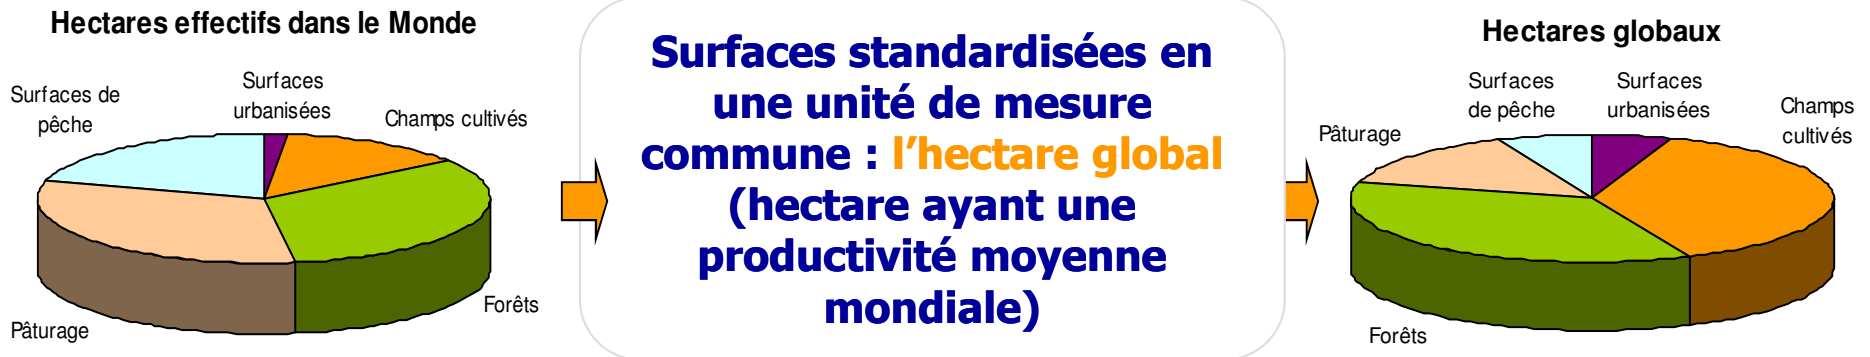 Hectares effectifs dans le Monde
Surfaces de
pêche
Surfaces
urbanisées
Champs cultivés
Forêts
Pâturage
Surfaces standardisées en
une unité de mesure
commune : l’hectare global
(hectare ayant une
productivité moyenne
mondiale)
Hectares globaux
Surfaces
de pêche
Surfaces
urbanisées
Champs
cultivés
Pâturage
Forêts